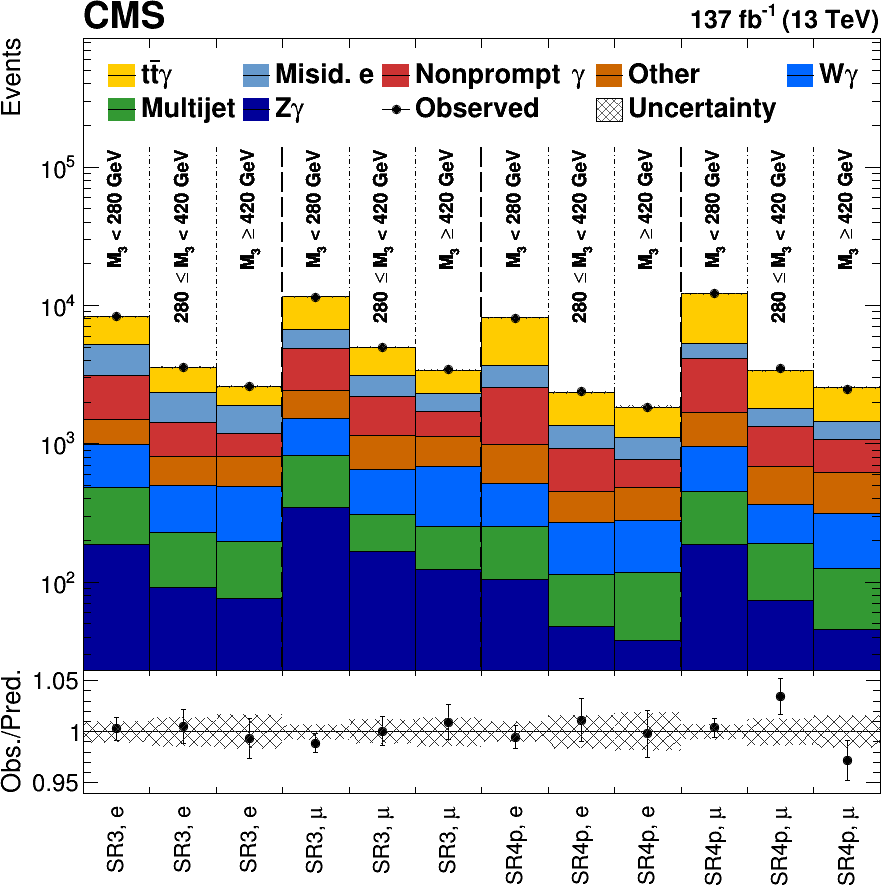 CMS 137 fb⁻¹ (13 TeV)
Events
tt̄γ Misid. e Nonprompt γ Other Wγ
Multijet Zγ Observed Uncertainty
10⁵
10⁴
10³
10²
M₃ < 280 GeV
280 ≤ M₃ < 420 GeV
M₃ ≥ 420 GeV
M₃ < 280 GeV
280 ≤ M₃ < 420 GeV
M₃ ≥ 420 GeV
M₃ < 280 GeV
280 ≤ M₃ < 420 GeV
M₃ ≥ 420 GeV
M₃ < 280 GeV
280 ≤ M₃ < 420 GeV
M₃ ≥ 420 GeV
Obs./Pred.
1.05
1
0.95
SR3, e
SR3, e
SR3, e
SR3, μ
SR3, μ
SR3, μ
SR4p, e
SR4p, e
SR4p, e
SR4p, μ
SR4p, μ
SR4p, μ